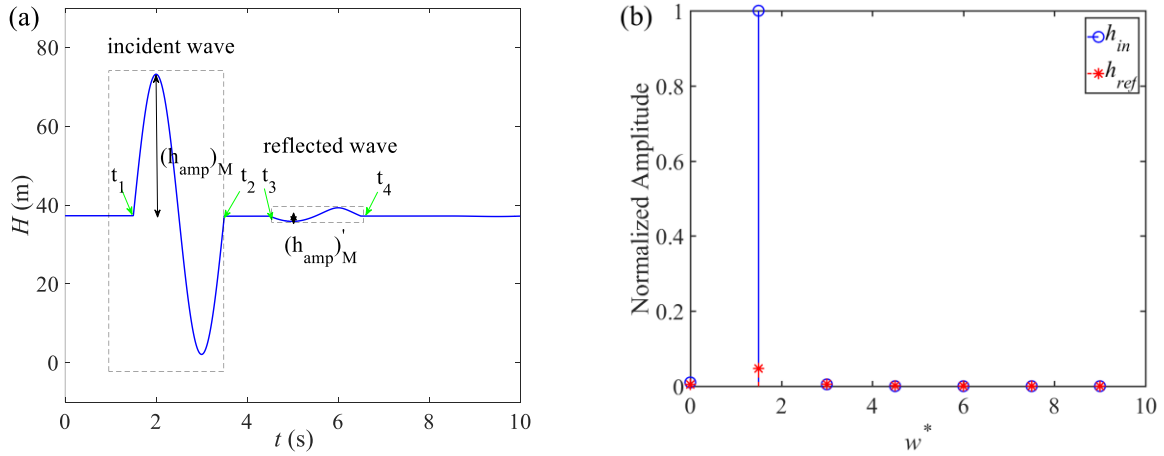 (a)
80
60
40
20
0
H (m)
incident wave
(h_amp)_M
reflected wave
t_1
t_2
t_3
t_4
(h_amp)'_M
0 2 4 6 8 10
t (s)
(b)
1
0.8
0.6
0.4
0.2
0
Normalized Amplitude
h_in
h_ref
0 2 4 6 8 10
w*